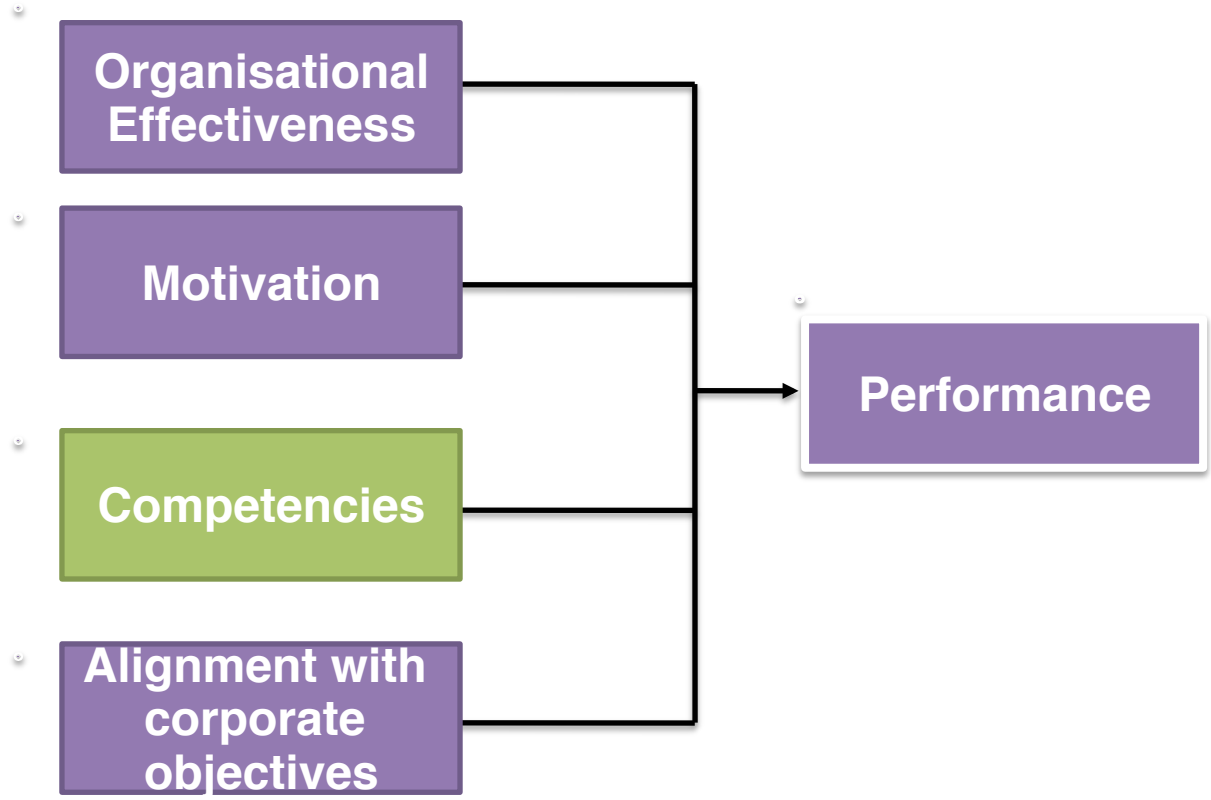 Organisational
Effectiveness
Motivation
Performance
Competencies
Alignment with
corporate
objectives